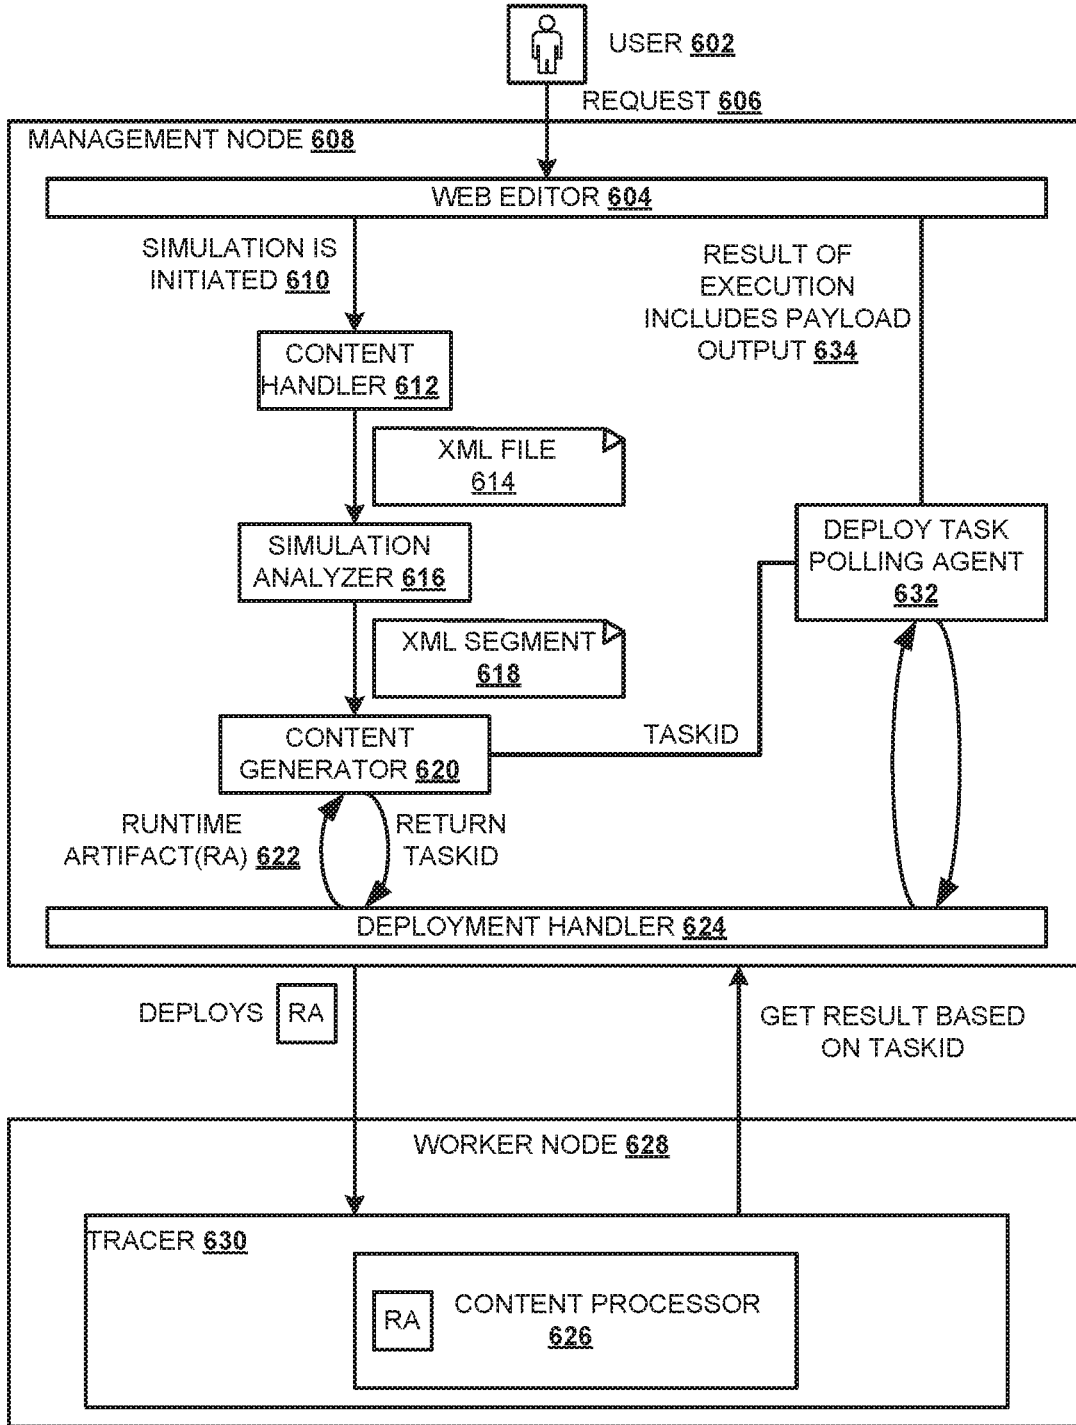 USER 602
REQUEST 606
MANAGEMENT NODE 608
WEB EDITOR 604
SIMULATION IS
INITIATED 610
RESULT OF
EXECUTION
INCLUDES PAYLOAD
OUTPUT 634
CONTENT
HANDLER 612
XML FILE
614
SIMULATION
ANALYZER 616
DEPLOY TASK
POLLING AGENT
632
XML SEGMENT
618
CONTENT
GENERATOR 620
TASKID
RUNTIME
ARTIFACT(RA) 622
RETURN
TASKID
DEPLOYMENT HANDLER 624
DEPLOYS RA
GET RESULT BASED
ON TASKID
WORKER NODE 628
TRACER 630
RA
CONTENT PROCESSOR
626